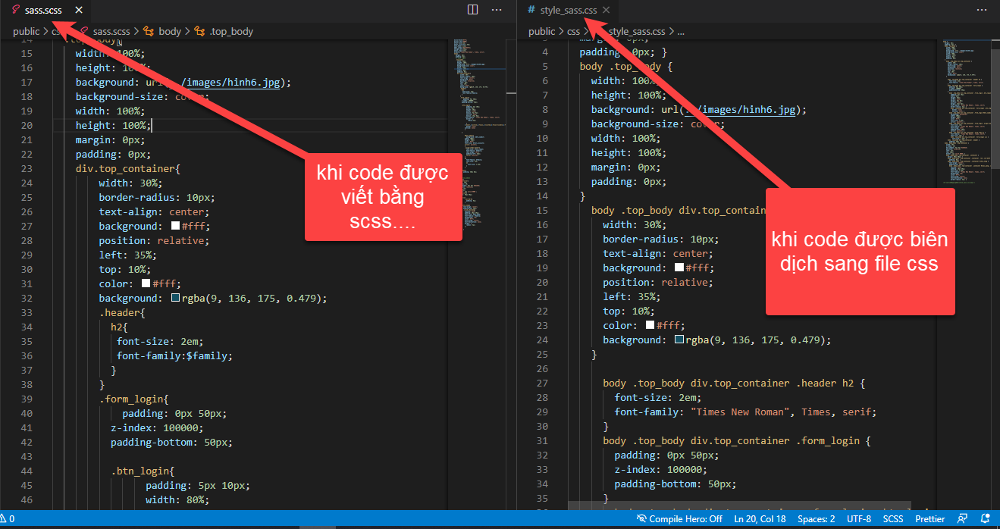 sass.scss
public > cs
sass.scss > body > .top_body
15 width: 100%;
16 height: 100%;
17 background: url(../images/hinh6.jpg);
18 background-size: cover;
19 width: 100%;
20 height: 100%;
21 margin: 0px;
22 padding: 0px;
23 div.top_container{
24 width: 30%;
25 border-radius: 10px;
26 text-align: center;
27 background: #fff;
28 position: relative;
29 left: 35%;
30 top: 10%;
31 color: #fff;
32 background: rgba(9, 136, 175, 0.479);
33 .header{
34 h2{
35 font-size: 2em;
36 font-family:$family;
37 }
38 }
39 .form_login{
40 padding: 0px 50px;
41 z-index: 100000;
42 padding-bottom: 50px;
43
44 .btn_login{
45 padding: 5px 10px;
46 width: 80%;
khi code được
viết bằng
scss....
# style_sass.css
public > css > style_sass.css > ...
4 padding: 0px; }
5 body .top_body {
6 width: 100%
7 height: 100%;
8 background: url(../images/hinh6.jpg);
9 background-size: cover;
10 width: 100%;
11 height: 100%;
12 margin: 0px;
13 padding: 0px;
14 }
15 body .top_body div.top_contain
16 width: 30%;
17 border-radius: 10px;
18 text-align: center;
19 background: #fff;
20 position: relative;
21 left: 35%;
22 top: 10%;
23 color: #fff;
24 background: rgba(9, 136, 175, 0.479);
25 }
26
27 body .top_body div.top_container .header h2 {
28 font-size: 2em;
29 font-family: "Times New Roman", Times, serif;
30 }
31 body .top_body div.top_container .form_login {
32 padding: 0px 50px;
33 z-index: 100000;
34 padding-bottom: 50px;
35 }
khi code được biên
dịch sang file css
0 Compile Hero: Off Ln 20, Col 18 Spaces: 2 UTF-8 SCSS Prettier